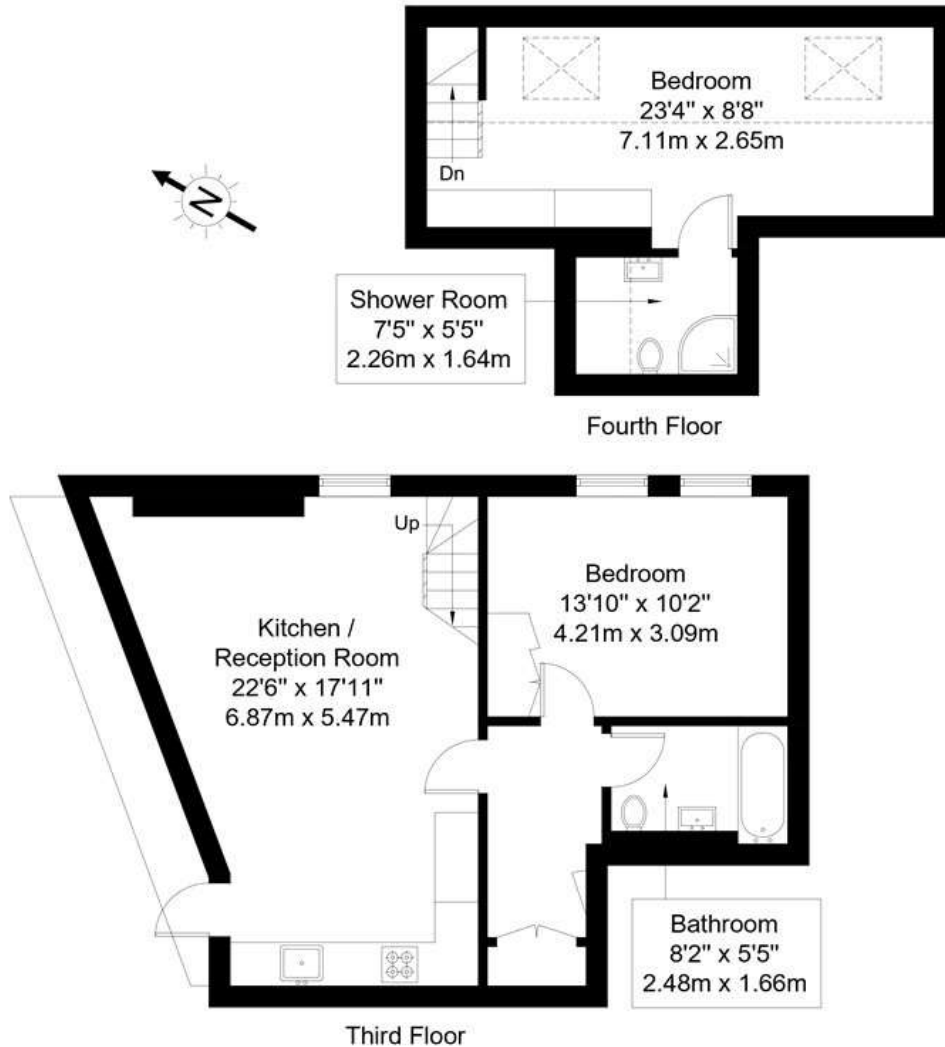 Bedroom
23'4" x 8'8"
7.11m x 2.65m
Dn
N
Shower Room
7'5" x 5'5"
2.26m x 1.64m
Fourth Floor
Up
Bedroom
13'10" x 10'2"
4.21m x 3.09m
Kitchen /
Reception Room
22'6" x 17'11"
6.87m x 5.47m
Bathroom
8'2" x 5'5"
2.48m x 1.66m
Third Floor